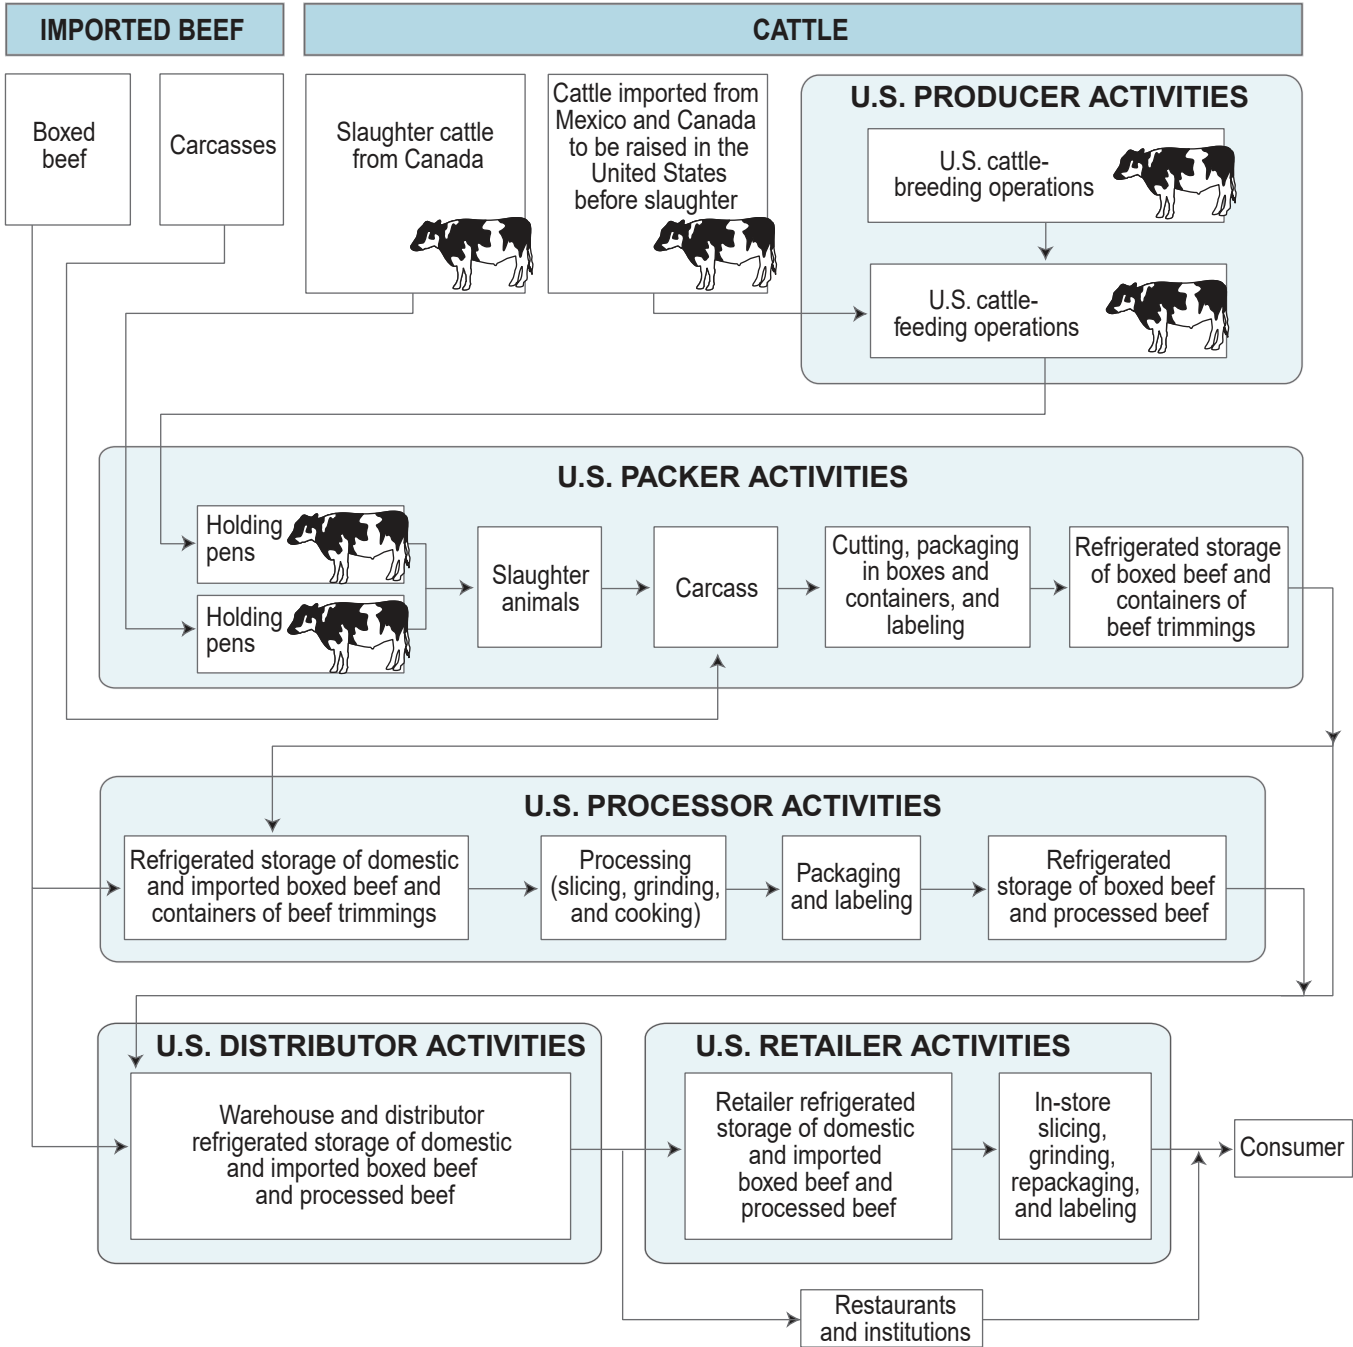 IMPORTED BEEF
CATTLE
Boxed
beef
Carcasses
Slaughter cattle
from Canada
Cattle imported from
Mexico and Canada
to be raised in the
United States
before slaughter
U.S. PRODUCER ACTIVITIES
U.S. cattle-
breeding operations
U.S. cattle-
feeding operations
U.S. PACKER ACTIVITIES
Holding
pens
Holding
pens
Slaughter
animals
Carcass
Cutting, packaging
in boxes and
containers, and
labeling
Refrigerated storage
of boxed beef and
containers of
beef trimmings
U.S. PROCESSOR ACTIVITIES
Refrigerated storage of domestic
and imported boxed beef and
containers of beef trimmings
Processing
(slicing, grinding,
and cooking)
Packaging
and labeling
Refrigerated
storage of boxed beef
and processed beef
U.S. DISTRIBUTOR ACTIVITIES
Warehouse and distributor
refrigerated storage of domestic
and imported boxed beef
and processed beef
U.S. RETAILER ACTIVITIES
Retailer refrigerated
storage of domestic
and imported
boxed beef and
processed beef
In-store
slicing,
grinding,
repackaging,
and labeling
Consumer
Restaurants
and institutions